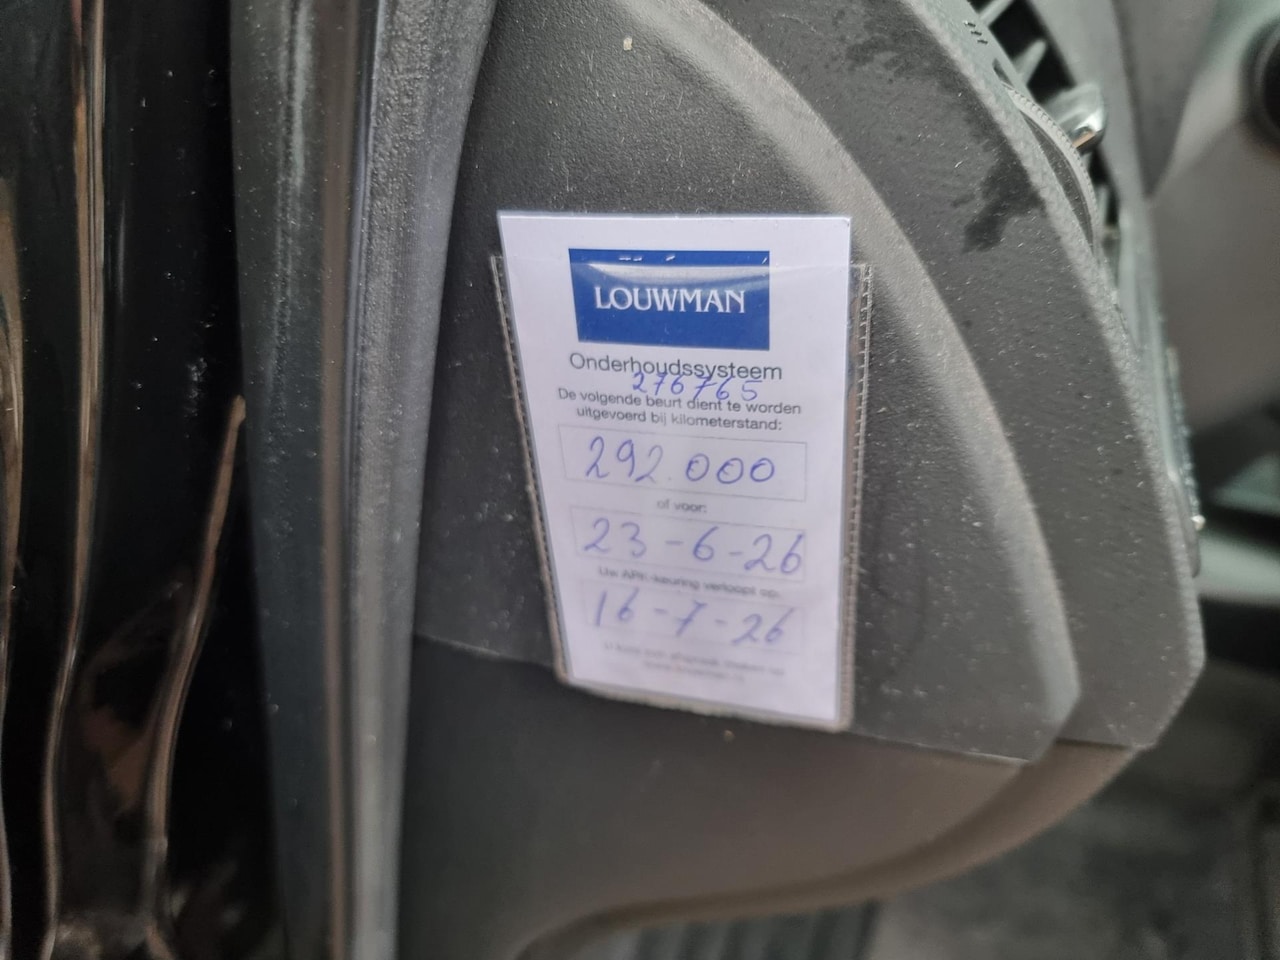 LOUWMAN
Onderhoudssysteem
276765
De volgende beurt dient te worden
uitgevoerd bij kilometerstand:
292.000
of voor:
23-6-26
Uw APK-keuring verloopt op:
16-7-26